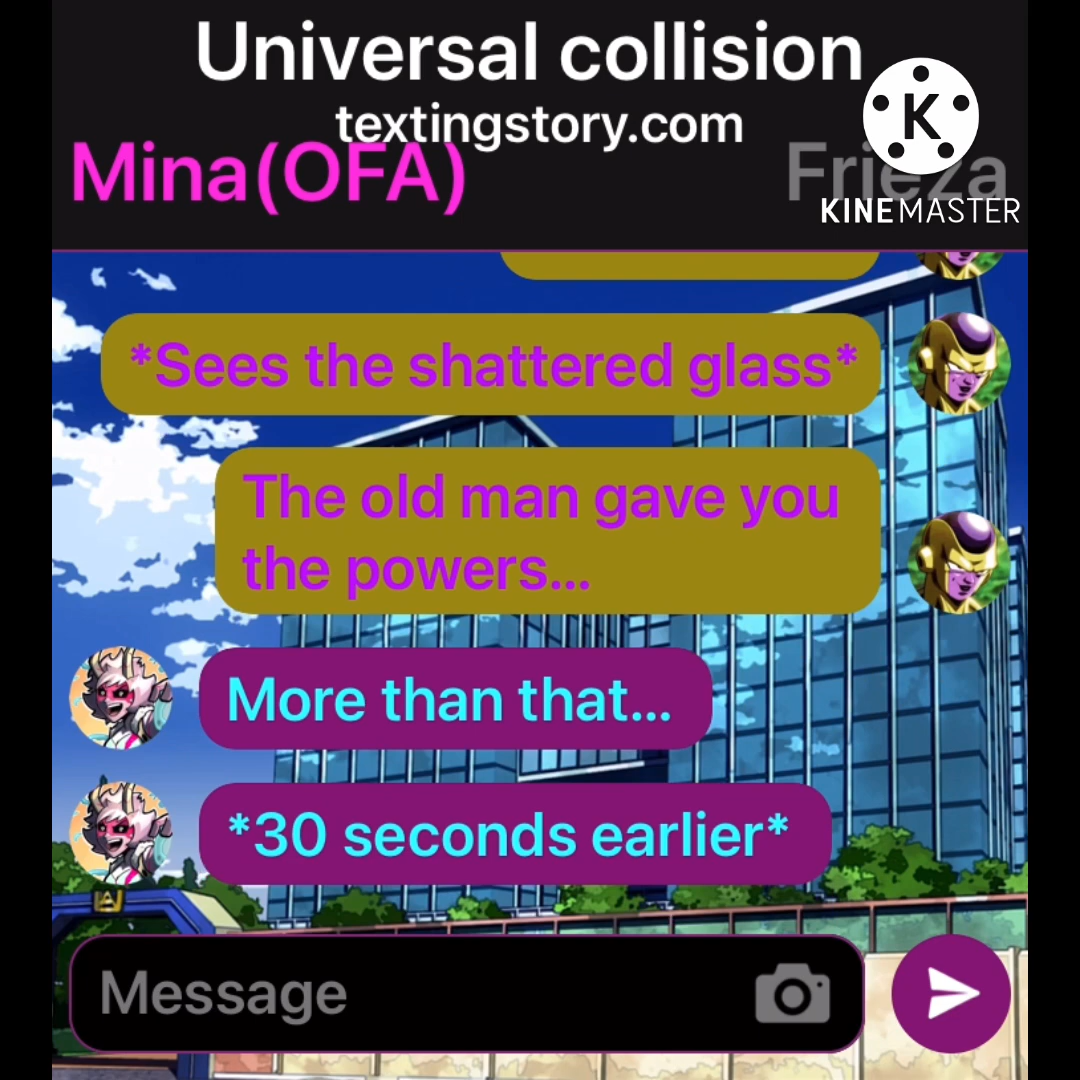 Universal collision
textingstory.com
Mina(OFA)
Frieza
K
KINEMASTER
*Sees the shattered glass*
The old man gave you
the powers...
More than that...
*30 seconds earlier*
Message